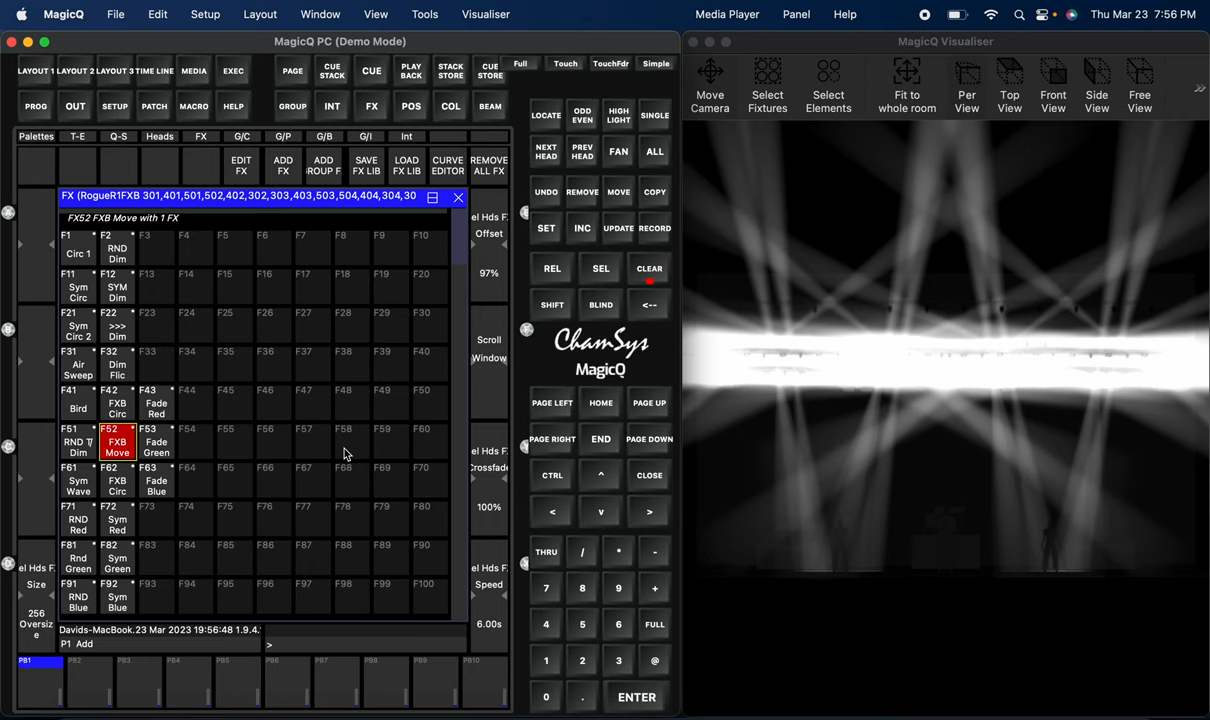 MagicQ File Edit Setup Layout Window View Tools Visualiser Media Player Panel Help Thu Mar 23 7:56 PM
MagicQ PC (Demo Mode)
MagicQ Visualiser
LAYOUT 1 LAYOUT 2 LAYOUT 3 TIME LINE MEDIA EXEC PAGE CUE STACK CUE PLAY BACK STACK STORE CUE STORE Full Touch TouchFdr Simple
PROG OUT SETUP PATCH MACRO HELP GROUP INT FX POS COL BEAM
Move Camera Select Fixtures Select Elements Fit to whole room Per View Top View Front View Side View Free View »
Palettes T-E Q-S Heads FX G/C G/P G/B G/I Int
EDIT FX ADD FX ADD GROUP F SAVE FX LIB LOAD FX LIB CURVE EDITOR REMOVE ALL FX
FX (RogueR1FXB 301,401,501,502,402,302,303,403,503,504,404,304,30
FX52 FXB Move with 1 FX
F1 Circ 1 F2 RND Dim F3 F4 F5 F6 F7 F8 F9 F10
F11 Sym Circ F12 SYM Dim F13 F14 F15 F16 F17 F18 F19 F20
F21 Sym Circ 2 F22 >>> Dim F23 F24 F25 F26 F27 F28 F29 F30
F31 Air Sweep F32 Dim Flic F33 F34 F35 F36 F37 F38 F39 F40
F41 Bird F42 FXB Circ F43 Fade Red F44 F45 F46 F47 F48 F49 F50
F51 RND T/ Dim F52 FXB Move F53 Fade Green F54 F55 F56 F57 F58 F59 F60
F61 Sym Wave F62 FXB Circ F63 Fade Blue F64 F65 F66 F67 F68 F69 F70
F71 RND Red F72 Sym Red F73 F74 F75 F76 F77 F78 F79 F80
F81 Rnd Green F82 Sym Green F83 F84 F85 F86 F87 F88 F89 F90
F91 RND Blue F92 Sym Blue F93 F94 F95 F96 F97 F98 F99 F100
el Hds F
Offset
97%
Scroll
Window
el Hds F
Crossfade
100%
el Hds F
Size
256
Oversiz
e
el Hds F
Speed
6.00s
Davids-MacBook.23 Mar 2023 19:56:48 1.9.4.
P1 Add >
PB1 PB2 PB3 PB4 PB5 PB6 PB7 PB8 PB9 PB10
LOCATE ODD EVEN HIGH LIGHT SINGLE
NEXT HEAD PREV HEAD FAN ALL
UNDO REMOVE MOVE COPY
SET INC UPDATE RECORD
REL SEL CLEAR
SHIFT BLIND <--
ChamSys
MagicQ
PAGE LEFT HOME PAGE UP
PAGE RIGHT END PAGE DOWN
CTRL ^ CLOSE
< v >
THRU / * -
7 8 9 +
4 5 6 FULL
1 2 3 @
0 . ENTER